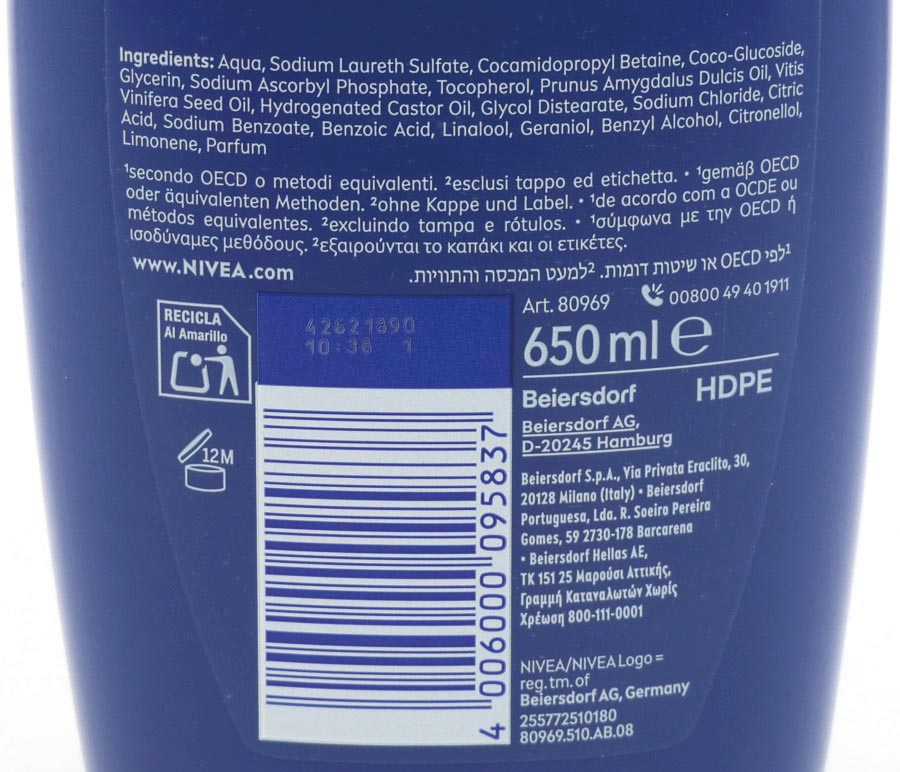 Ingredients: Aqua, Sodium Laureth Sulfate, Cocamidopropyl Betaine, Coco-Glucoside,
Glycerin, Sodium Ascorbyl Phosphate, Tocopherol, Prunus Amygdalus Dulcis Oil, Vitis
Vinifera Seed Oil, Hydrogenated Castor Oil, Glycol Distearate, Sodium Chloride, Citric
Acid, Sodium Benzoate, Benzoic Acid, Linalool, Geraniol, Benzyl Alcohol, Citronellol,
Limonene, Parfum
¹secondo OECD o metodi equivalenti. ²esclusi tappo ed etichetta. • ¹gemäß OECD
oder äquivalenten Methoden. ²ohne Kappe und Label. • ¹de acordo com a OCDE ou
métodos equivalentes. ²excluindo tampa e rótulos. • ¹σύμφωνα με την OECD ή
ισοδύναμες μεθόδους. ²εξαιρούνται το καπάκι και οι ετικέτες.
¹לפי OECD או שיטות דומות. ²למעט המכסה והתוויות.
www.NIVEA.com
RECICLA
Al Amarillo
12M
42621890
10:38 1
4 006000 095837
Art. 80969
00800 49 40 1911
650 ml ℮
Beiersdorf
HDPE
Beiersdorf AG,
D-20245 Hamburg
Beiersdorf S.p.A., Via Privata Eraclito, 30,
20128 Milano (Italy) • Beiersdorf
Portuguesa, Lda. R. Soeiro Pereira
Gomes, 59 2730-178 Barcarena
• Beiersdorf Hellas AE,
ΤΚ 151 25 Μαρούσι Αττικής,
Γραμμή Καταναλωτών Χωρίς
Χρέωση 800-111-0001
NIVEA/NIVEA Logo =
reg.tm. of
Beiersdorf AG, Germany
255772510180
80969.510.AB.08